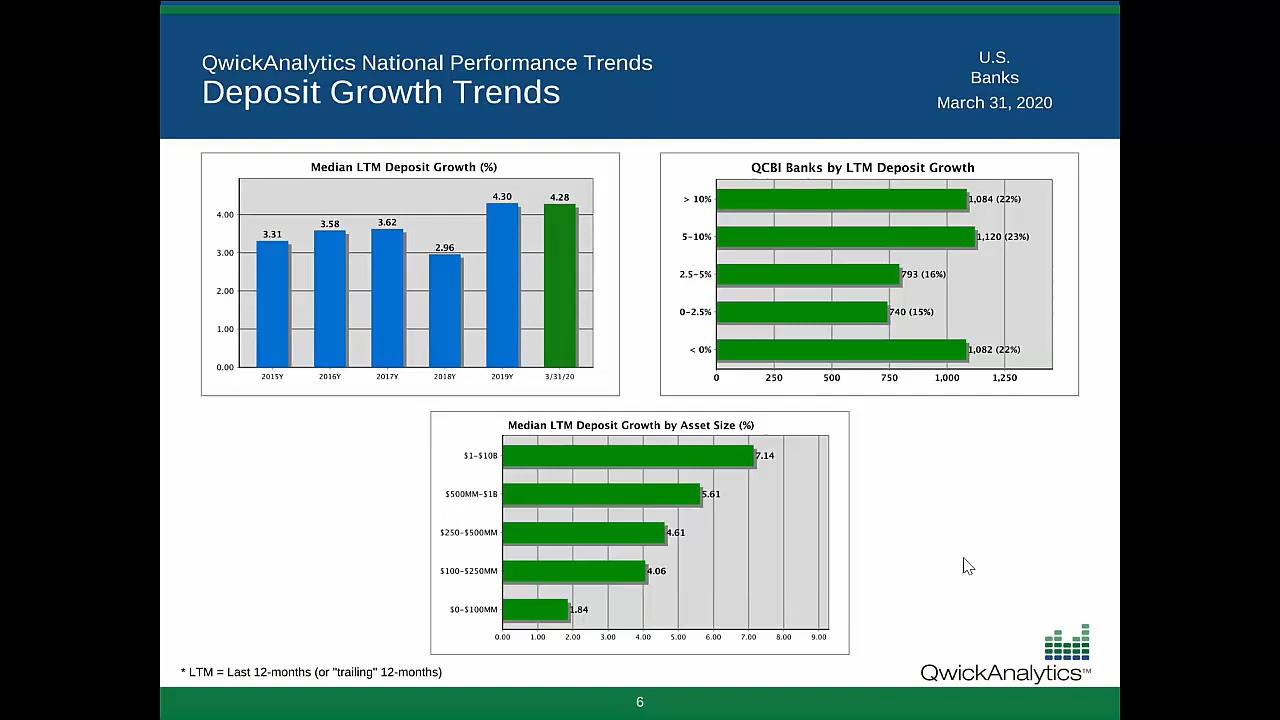 QwickAnalytics National Performance Trends
Deposit Growth Trends
U.S.
Banks
March 31, 2020
Median LTM Deposit Growth (%)
4.00
3.00
2.00
1.00
0.00
3.31
3.58
3.62
2.96
4.30
4.28
2015Y
2016Y
2017Y
2018Y
2019Y
3/31/20
QCBI Banks by LTM Deposit Growth
> 10%
1,084 (22%)
5-10%
1,120 (23%)
2.5-5%
793 (16%)
0-2.5%
740 (15%)
< 0%
1,082 (22%)
0
250
500
750
1,000
1,250
Median LTM Deposit Growth by Asset Size (%)
$1-$10B
7.14
$500MM-$1B
5.61
$250-$500MM
4.61
$100-$250MM
4.06
$0-$100MM
1.84
0.00
1.00
2.00
3.00
4.00
5.00
6.00
7.00
8.00
9.00
* LTM = Last 12-months (or "trailing" 12-months)
QwickAnalytics™
6